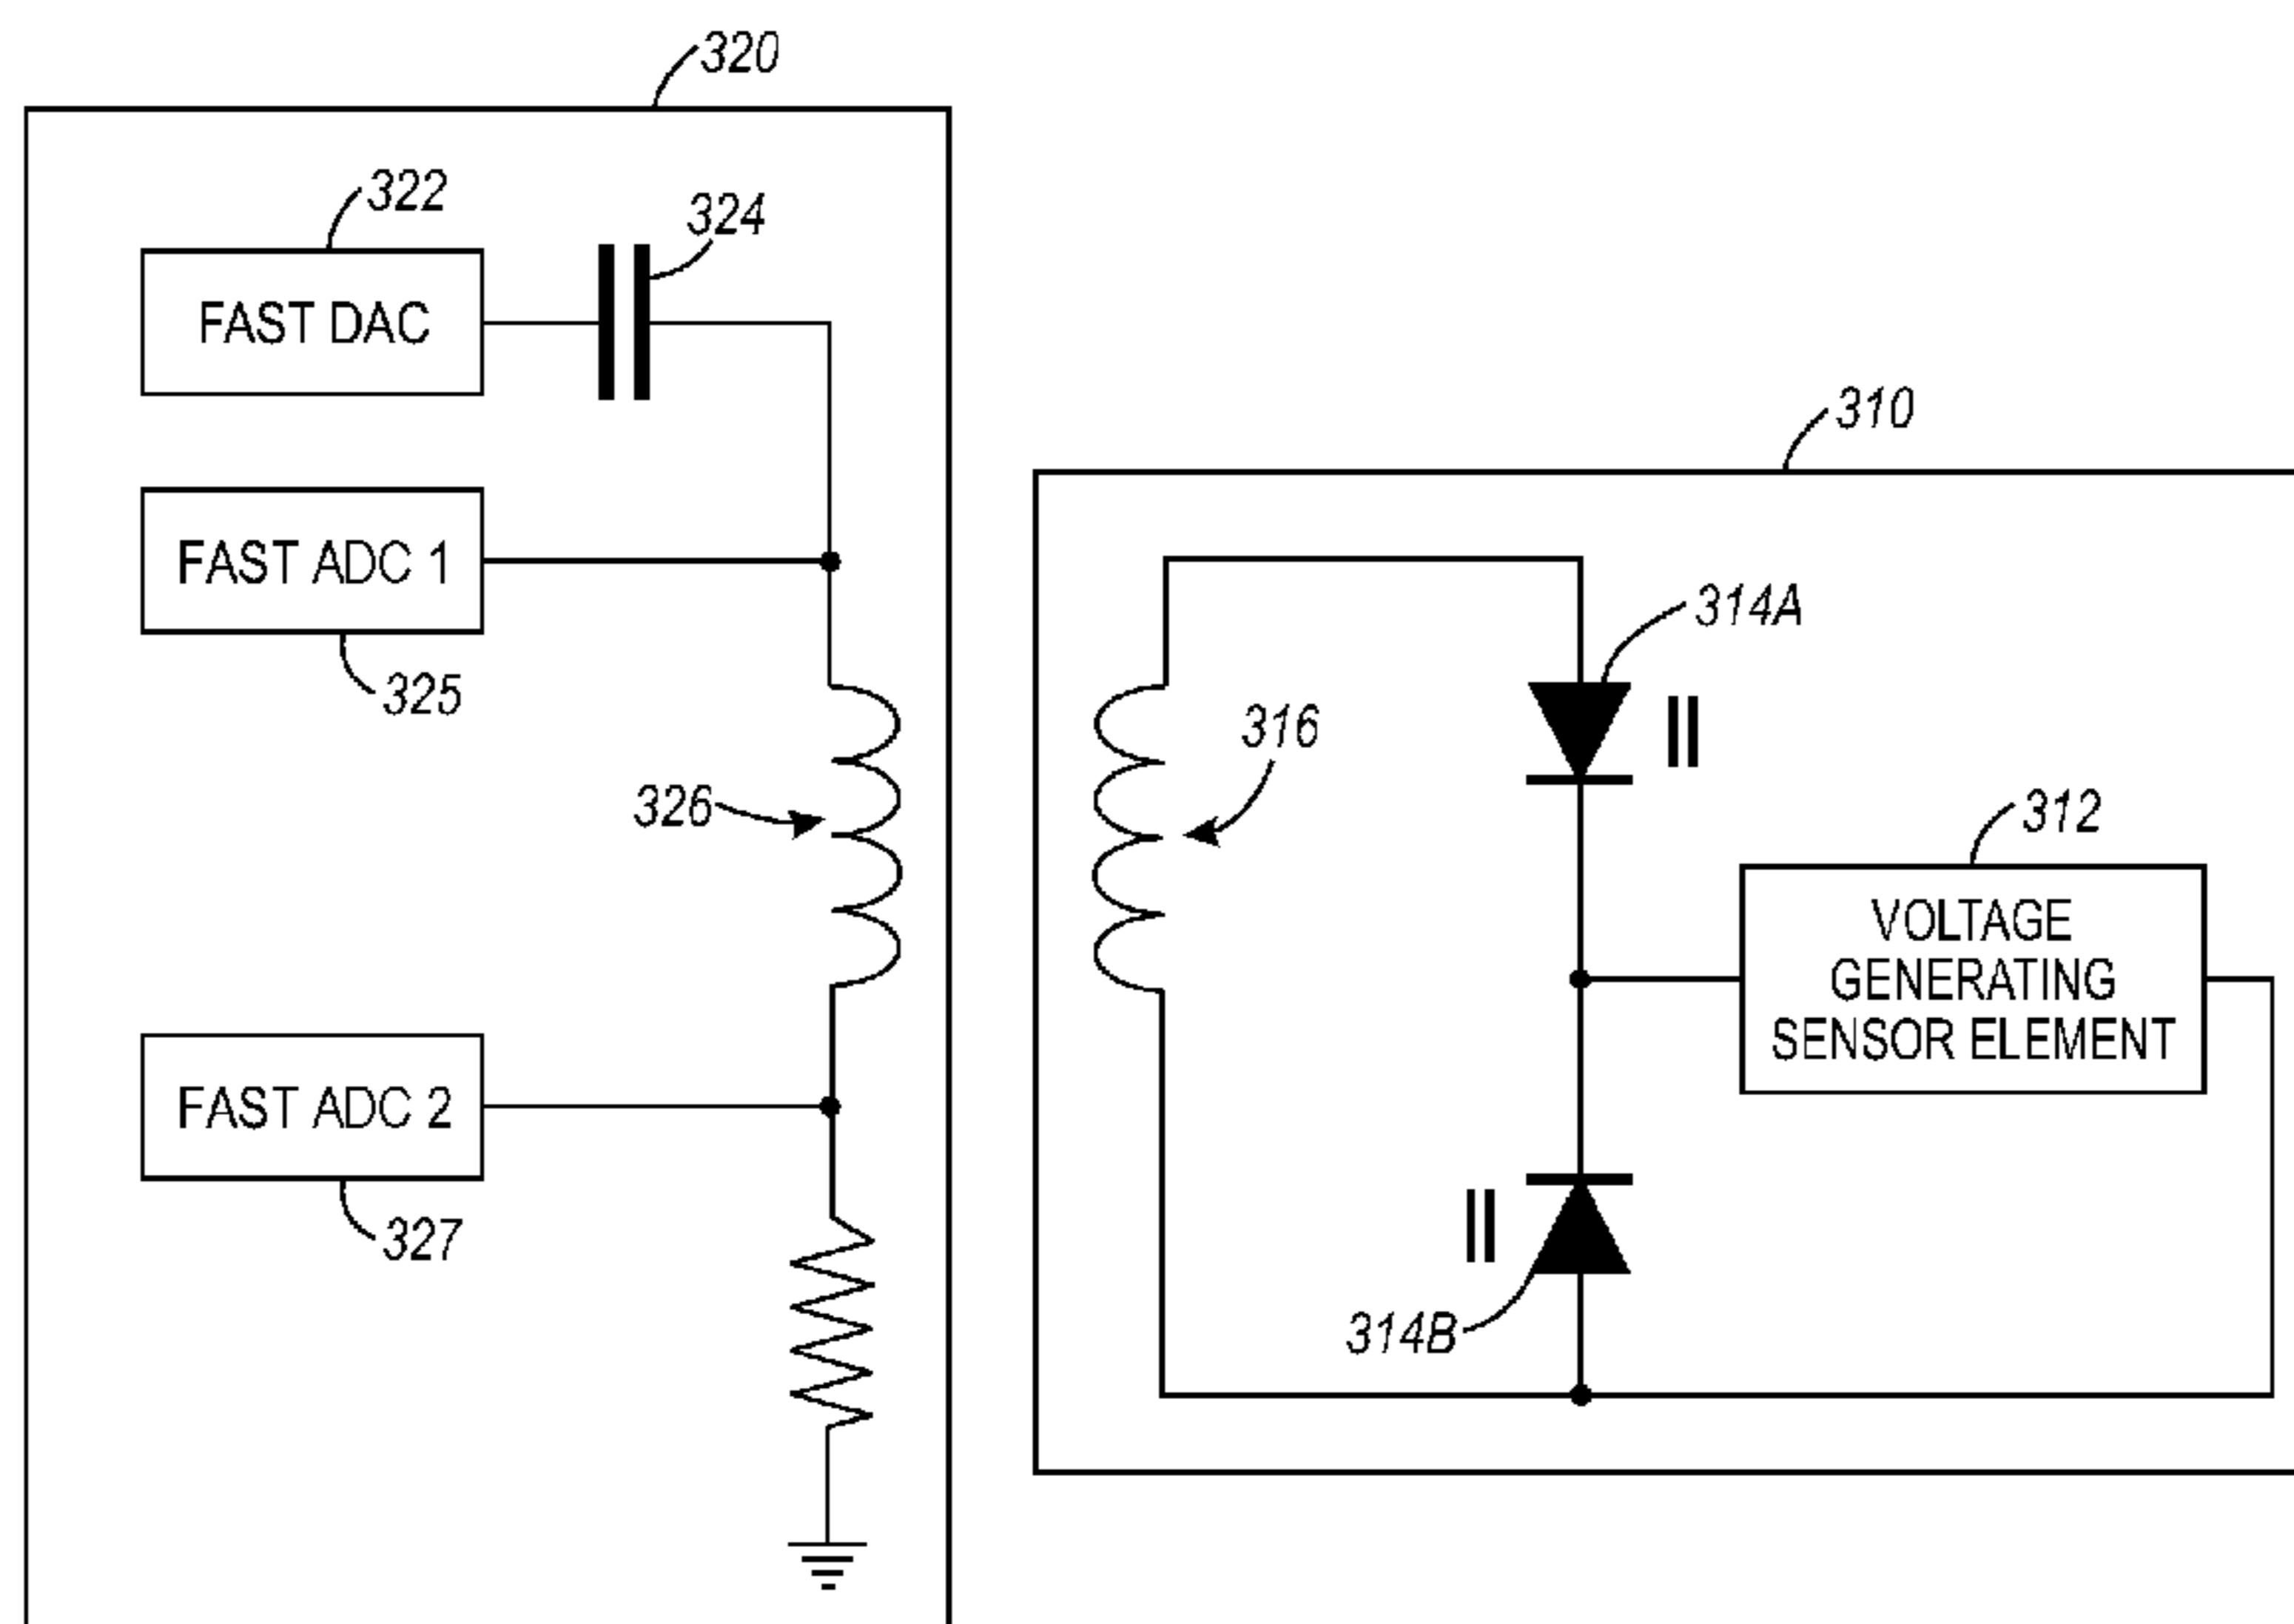 320
322
324
FAST DAC
310
FAST ADC 1
314A
325
316
326
312
VOLTAGE
GENERATING
SENSOR ELEMENT
FAST ADC 2
327
314B